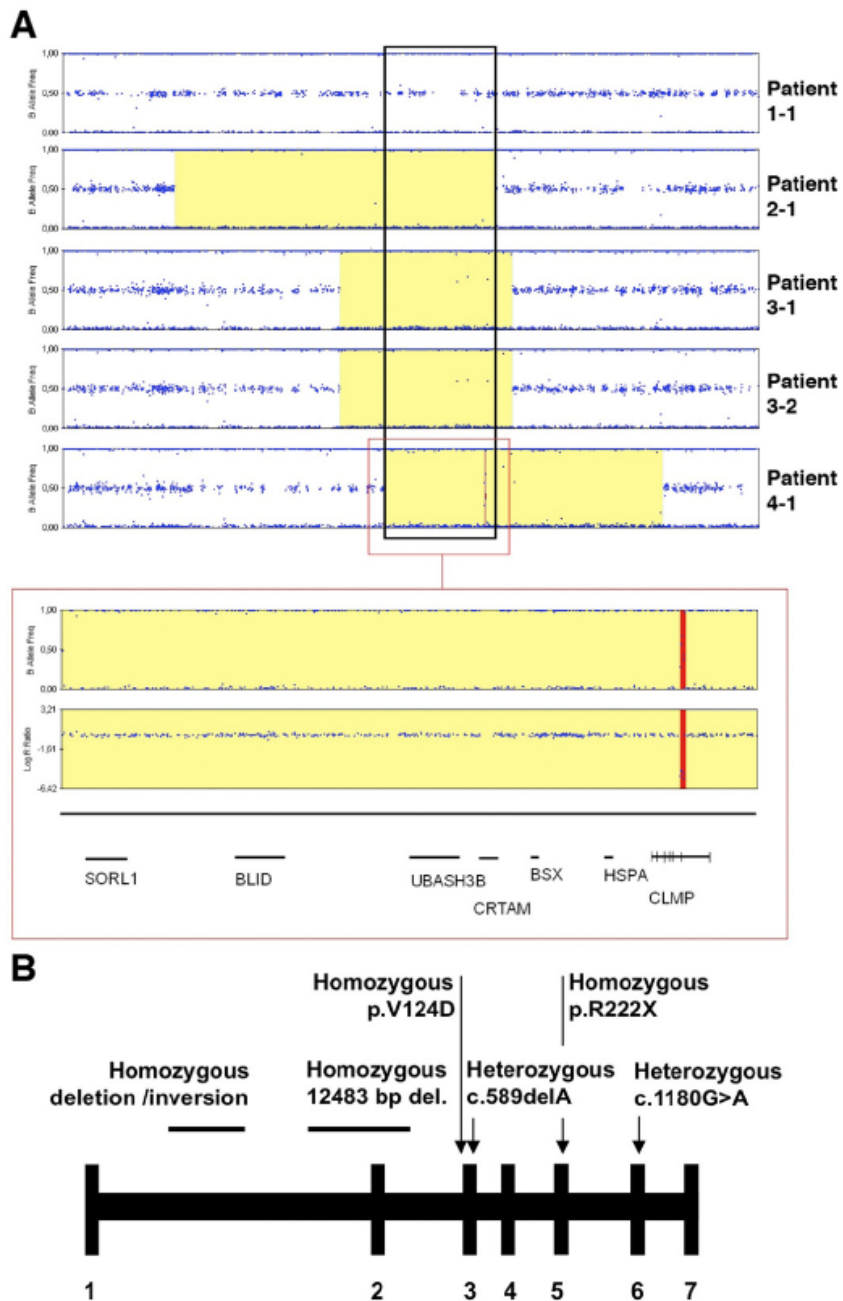 A
B Allele Freq
1,00
0,50
0,00
Patient
1-1
B Allele Freq
1,00
0,50
0,00
Patient
2-1
B Allele Freq
1,00
0,50
0,00
Patient
3-1
B Allele Freq
1,00
0,50
0,00
Patient
3-2
B Allele Freq
1,00
0,50
0,00
Patient
4-1
B Allele Freq
1,00
0,50
0,00
Log R Ratio
3,21
-1,61
-6,42
SORL1
BLID
UBASH3B
CRTAM
BSX
HSPA
CLMP
B
Homozygous
p.V124D
Homozygous
p.R222X
Homozygous
deletion /inversion
Homozygous
12483 bp del.
Heterozygous
c.589delA
Heterozygous
c.1180G>A
1 2 3 4 5 6 7